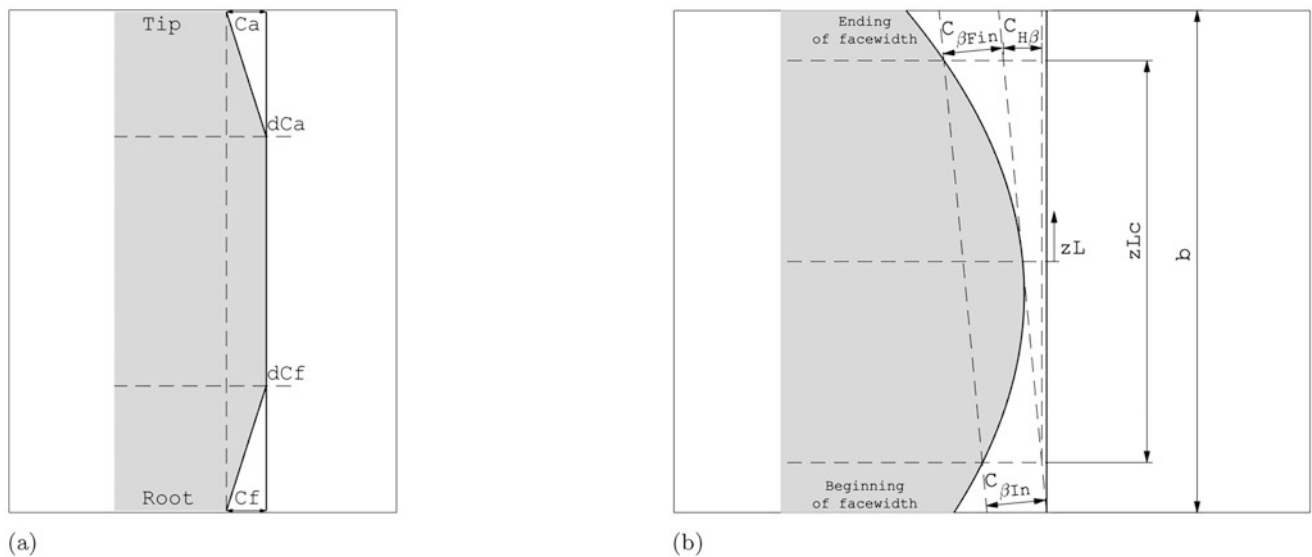 Tip
Ca
dCa
dCf
Root
Cf
(a)
Ending
of facewidth
CβFin
CHβ
zL
zLc
b
Beginning
of facewidth
CβIn
(b)